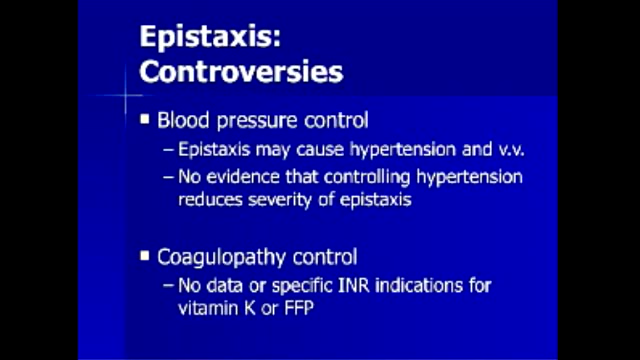 Epistaxis:
Controversies
■ Blood pressure control
– Epistaxis may cause hypertension and v.v.
– No evidence that controlling hypertension
reduces severity of epistaxis
■ Coagulopathy control
– No data or specific INR indications for
vitamin K or FFP